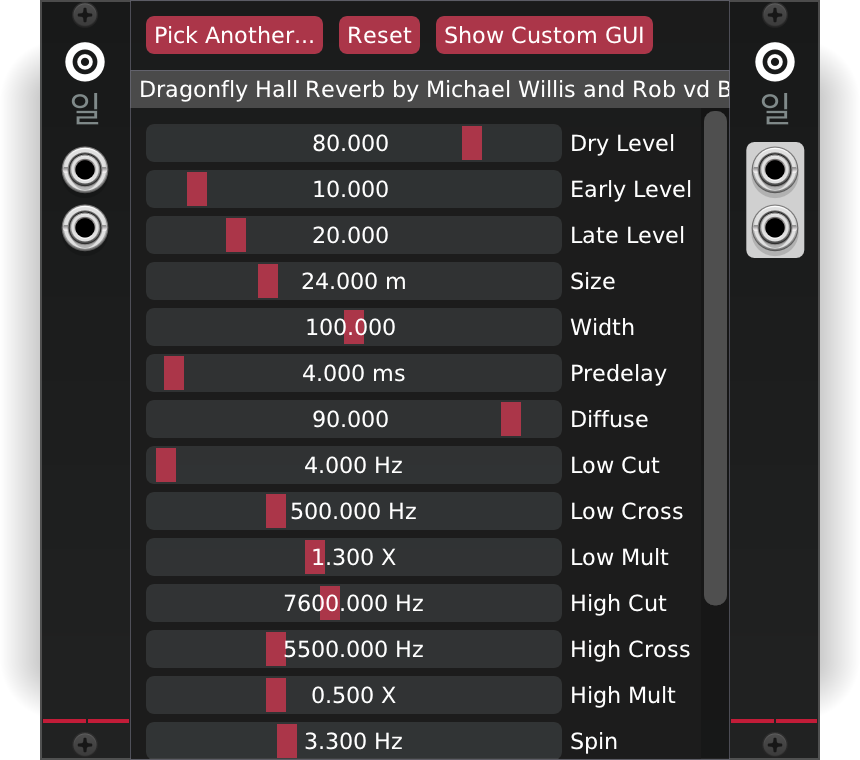 Pick Another... Reset Show Custom GUI
Dragonfly Hall Reverb by Michael Willis and Rob vd B
일 일
80.000 Dry Level
10.000 Early Level
20.000 Late Level
24.000 m Size
100.000 Width
4.000 ms Predelay
90.000 Diffuse
4.000 Hz Low Cut
500.000 Hz Low Cross
1.300 X Low Mult
7600.000 Hz High Cut
5500.000 Hz High Cross
0.500 X High Mult
3.300 Hz Spin